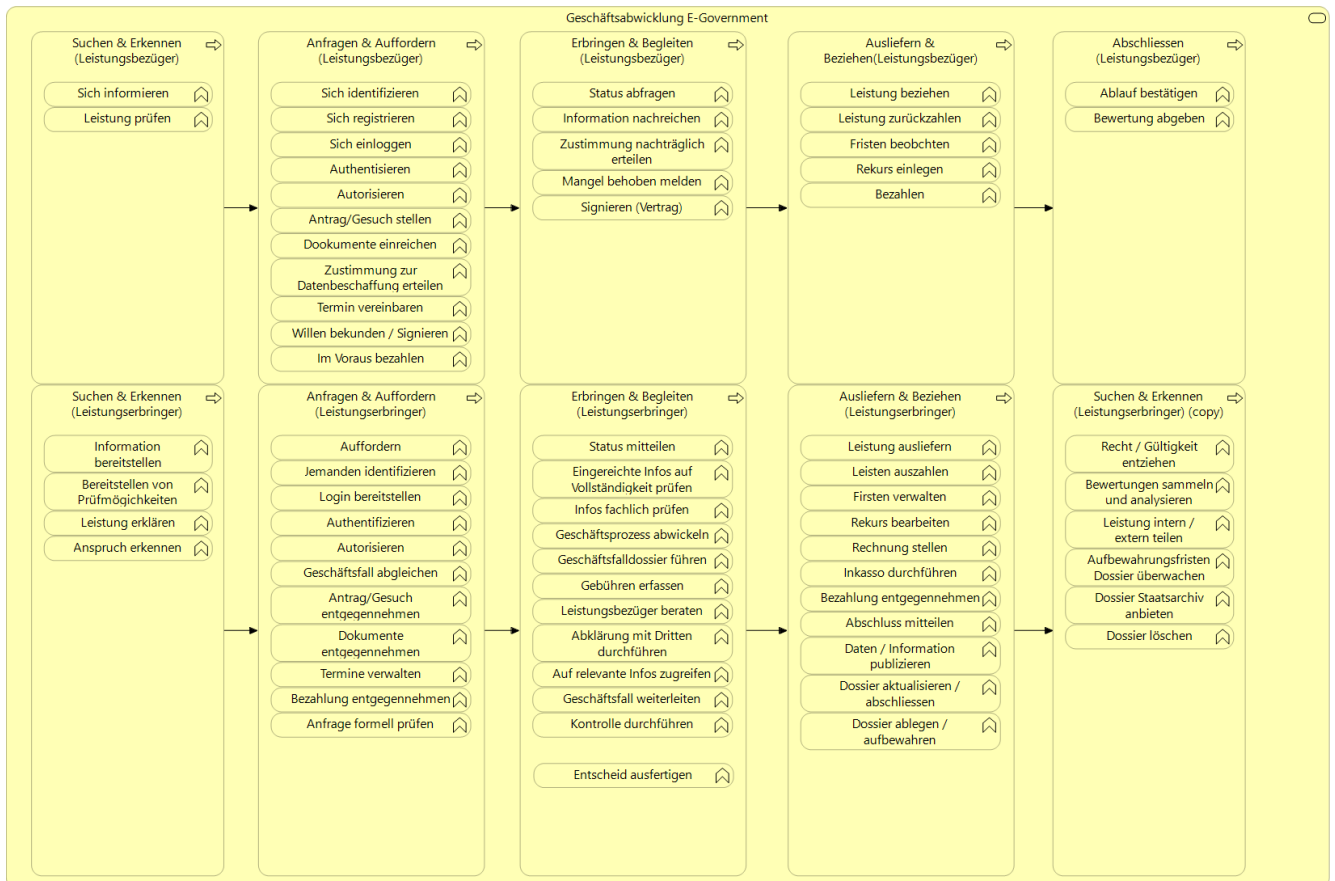 Geschäftsabwicklung E-Government
Suchen & Erkennen
(Leistungsbezüger)
Sich informieren
Leistung prüfen
Anfragen & Auffordern
(Leistungsbezüger)
Sich identifizieren
Sich registrieren
Sich einloggen
Authentisieren
Autorisieren
Antrag/Gesuch stellen
Dookumente einreichen
Zustimmung zur
Datenbeschaffung erteilen
Termin vereinbaren
Willen bekunden / Signieren
Im Voraus bezahlen
Erbringen & Begleiten
(Leistungsbezüger)
Status abfragen
Information nachreichen
Zustimmung nachträglich
erteilen
Mangel behoben melden
Signieren (Vertrag)
Ausliefern &
Beziehen(Leistungsbezüger)
Leistung beziehen
Leistung zurückzahlen
Fristen beobchten
Rekurs einlegen
Bezahlen
Abschliessen
(Leistungsbezüger)
Ablauf bestätigen
Bewertung abgeben
Suchen & Erkennen
(Leistungserbringer)
Information
bereitstellen
Bereitstellen von
Prüfmögichkeiten
Leistung erklären
Anspruch erkennen
Anfragen & Auffordern
(Leistungserbringer)
Auffordern
Jemanden identifizieren
Login bereitstellen
Authentifizieren
Autorisieren
Geschäftsfall abgleichen
Antrag/Gesuch
entgegennehmen
Dokumente
entgegennehmen
Termine verwalten
Bezahlung entgegennehmen
Anfrage formell prüfen
Erbringen & Begleiten
(Leistungserbringer)
Status mitteilen
Eingereichte Infos auf
Vollständigkeit prüfen
Infos fachlich prüfen
Geschäftsprozess abwickeln
Geschäftsfalldossier führen
Gebühren erfassen
Leistungsbezüger beraten
Abklärung mit Dritten
durchführen
Auf relevante Infos zugreifen
Geschäftsfall weiterleiten
Kontrolle durchführen
Entscheid ausfertigen
Ausliefern & Beziehen
(Leistungserbringer)
Leistung ausliefern
Leisten auszahlen
Firsten verwalten
Rekurs bearbeiten
Rechnung stellen
Inkasso durchführen
Bezahlung entgegennehmen
Abschluss mitteilen
Daten / Information
publizieren
Dossier aktualisieren /
abschliessen
Dossier ablegen /
aufbewahren
Suchen & Erkennen
(Leistungserbringer) (copy)
Recht / Gültigkeit
entziehen
Bewertungen sammeln
und analysieren
Leistung intern /
extern teilen
Aufbewahrungsfristen
Dossier überwachen
Dossier Staatsarchiv
anbieten
Dossier löschen